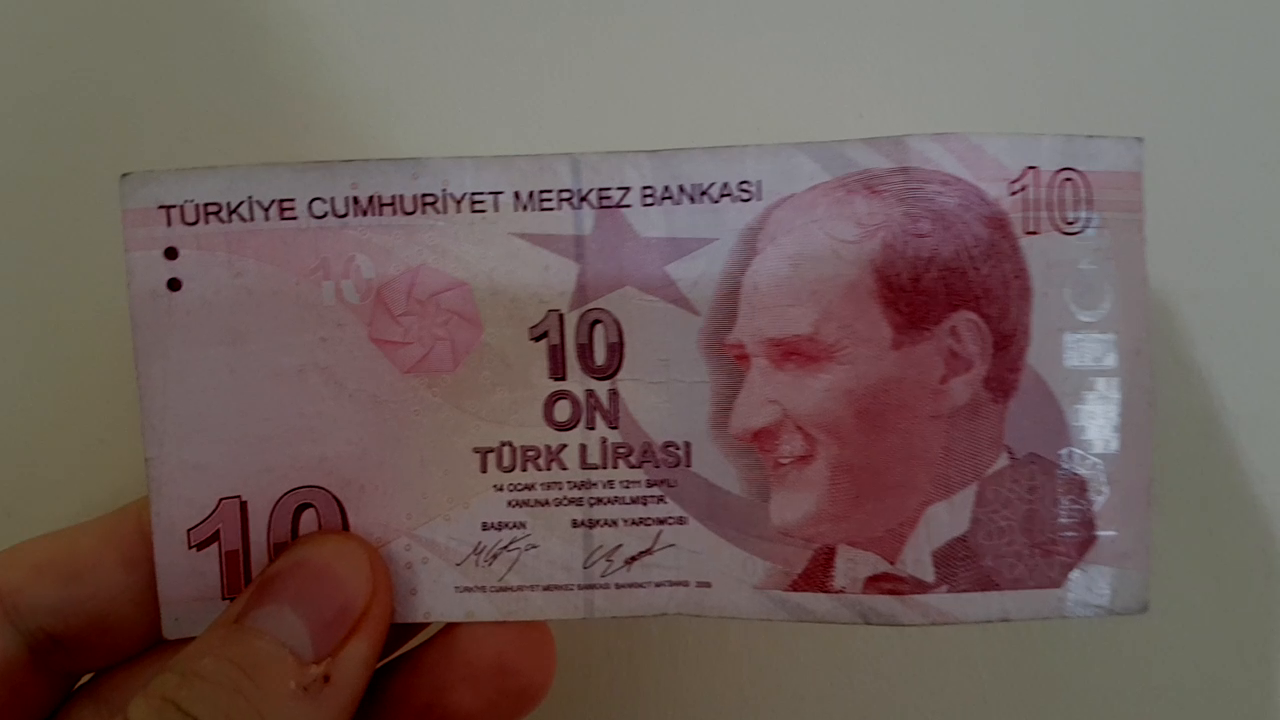 TÜRKİYE CUMHURİYET MERKEZ BANKASI
10
10
10
ON
TÜRK LİRASI
14 OCAK 1970 TARİH VE 1211 SAYILI
KANUNA GÖRE ÇIKARILMIŞTIR.
BAŞKAN
BAŞKAN YARDIMCISI
10
TÜRKİYE CUMHURİYET MERKEZ BANKASI BANKNOT MATBAASI 2009